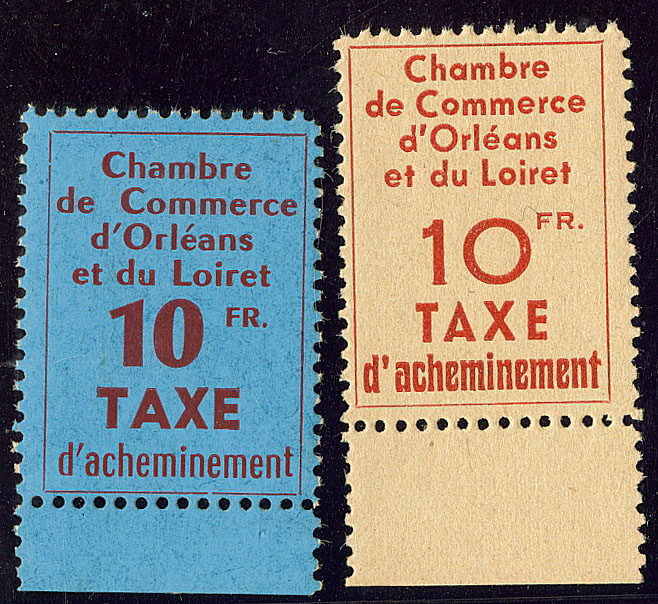 Chambre
de Commerce
d'Orléans
et du Loiret
10 FR.
TAXE
d'acheminement
Chambre
de Commerce
d'Orléans
et du Loiret
10 FR.
TAXE
d'acheminement